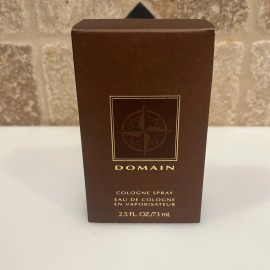 DOMAIN
COLOGNE SPRAY
EAU DE COLOGNE
EN VAPORISATEUR
2.5 FL. OZ./73 mL